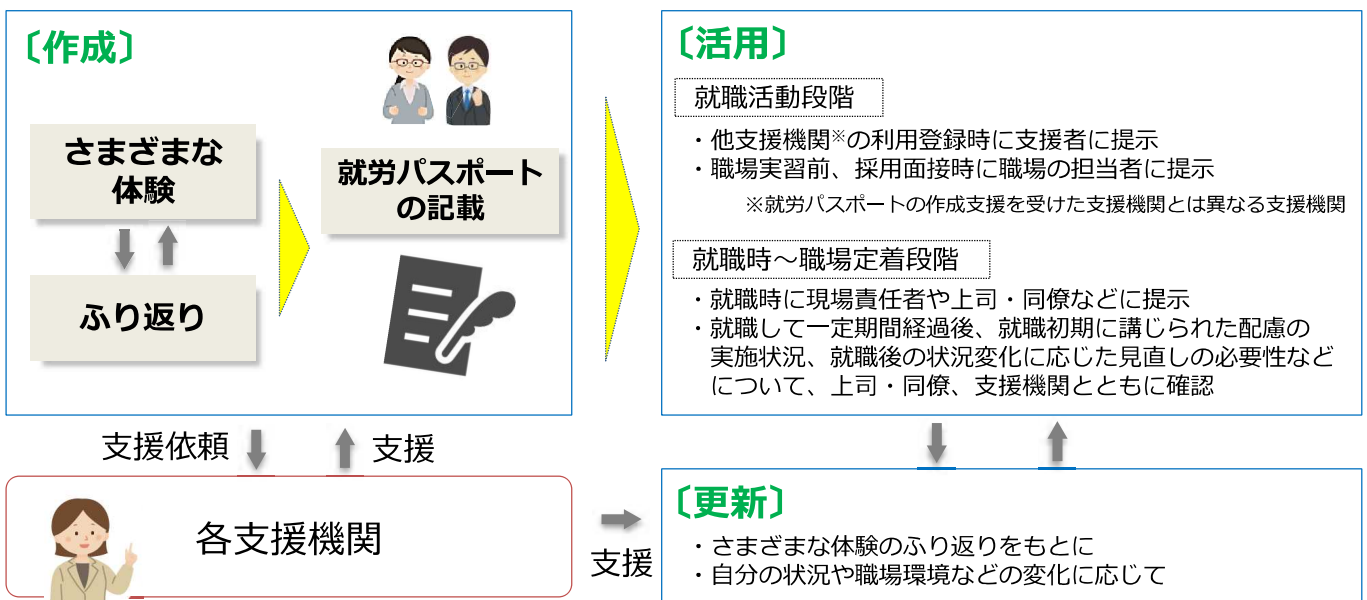 〔作成〕
さまざまな
体験
ふり返り
就労パスポート
の記載
〔活用〕
就職活動段階
・他支援機関※の利用登録時に支援者に提示
・職場実習前、採用面接時に職場の担当者に提示
※就労パスポートの作成支援を受けた支援機関とは異なる支援機関
就職時～職場定着段階
・就職時に現場責任者や上司・同僚などに提示
・就職して一定期間経過後、就職初期に講じられた配慮の
実施状況、就職後の状況変化に応じた見直しの必要性など
について、上司・同僚、支援機関とともに確認
支援依頼
支援
各支援機関
支援
〔更新〕
・さまざまな体験のふり返りをもとに
・自分の状況や職場環境などの変化に応じて